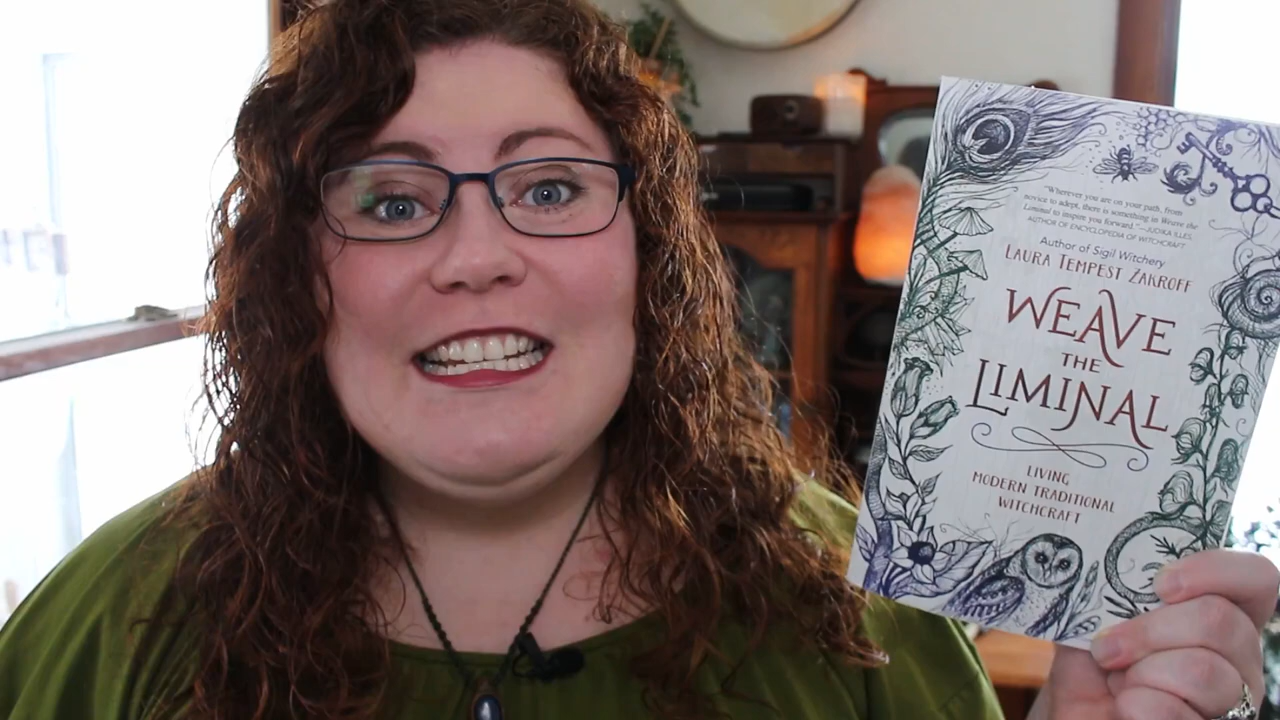 "Wherever you are on your path, from
novice to adept, there is something in Weave the
Liminal to inspire you forward."—JUDIKA ILLES,
AUTHOR OF ENCYCLOPEDIA OF WITCHCRAFT
Author of Sigil Witchery
LAURA TEMPEST ZAKROFF
WEAVE
THE
LIMINAL
LIVING
MODERN TRADITIONAL
WITCHCRAFT